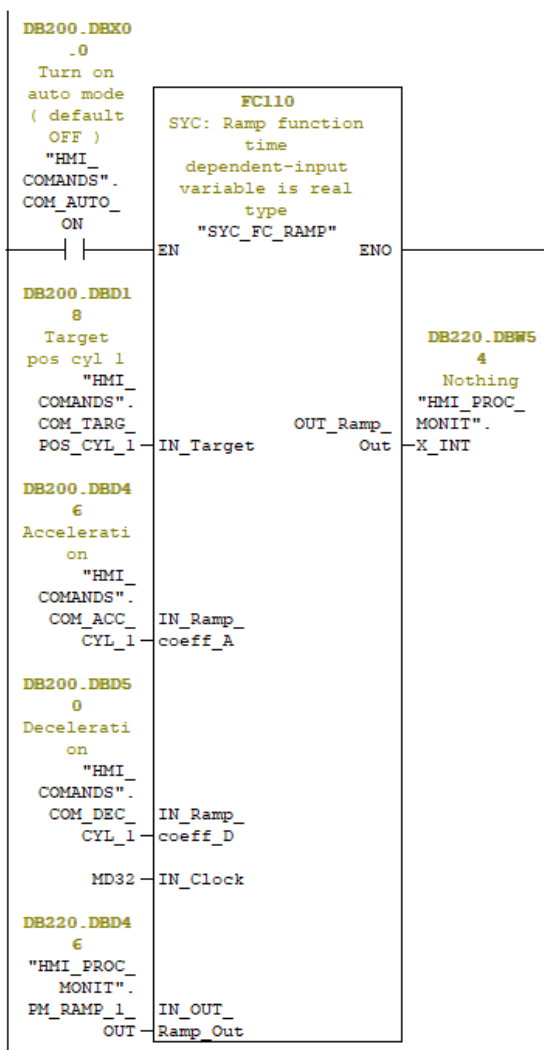 DB200.DBX0
.0
Turn on
auto mode
( default
OFF )
"HMI_
COMANDS".
COM_AUTO_
ON
FC110
SYC: Ramp function
time
dependent-input
variable is real
type
"SYC_FC_RAMP"
EN
ENO
DB200.DBD1
8
Target
pos cyl 1
"HMI_
COMANDS".
COM_TARG_
POS_CYL_1
IN_Target
OUT_Ramp_
Out
DB220.DBW5
4
Nothing
"HMI_PROC_
MONIT".
X_INT
DB200.DBD4
6
Accelerati
on
"HMI_
COMANDS".
COM_ACC_
CYL_1
IN_Ramp_
coeff_A
DB200.DBD5
0
Decelerati
on
"HMI_
COMANDS".
COM_DEC_
CYL_1
IN_Ramp_
coeff_D
MD32
IN_Clock
DB220.DBD4
6
"HMI_PROC_
MONIT".
PM_RAMP_1_
OUT
IN_OUT_
Ramp_Out